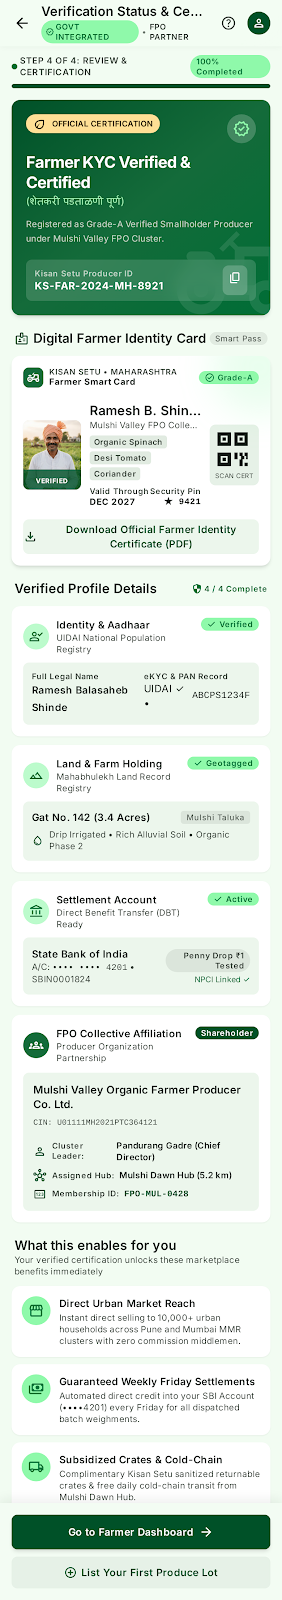 Verification Status & Ce...
GOVT INTEGRATED • FPO PARTNER
STEP 4 OF 4: REVIEW & CERTIFICATION
100% Completed
OFFICIAL CERTIFICATION
Farmer KYC Verified &
Certified
(शेतकरी पडताळणी पूर्ण)
Registered as Grade-A Verified Smallholder Producer
under Mulshi Valley FPO Cluster.
Kisan Setu Producer ID
KS-FAR-2024-MH-8921
Digital Farmer Identity Card
Smart Pass
KISAN SETU • MAHARASHTRA
Farmer Smart Card
Grade-A
Ramesh B. Shin...
Mulshi Valley FPO Colle...
Organic Spinach
Desi Tomato
Coriander
VERIFIED
SCAN CERT
Valid Through Security Pin
DEC 2027 ★ 9421
Download Official Farmer Identity
Certificate (PDF)
Verified Profile Details
4 / 4 Complete
Identity & Aadhaar
Verified
UIDAI National Population
Registry
Full Legal Name
Ramesh Balasaheb
Shinde
eKYC & PAN Record
UIDAI ✓ • ABCPS1234F
Land & Farm Holding
Geotagged
Mahabhulekh Land Record
Registry
Gat No. 142 (3.4 Acres)
Mulshi Taluka
Drip Irrigated • Rich Alluvial Soil • Organic
Phase 2
Settlement Account
Active
Direct Benefit Transfer (DBT)
Ready
State Bank of India
A/C: •••• •••• 4201 •
SBIN0001824
Penny Drop ₹1
Tested
NPCI Linked ✓
FPO Collective Affiliation
Shareholder
Producer Organization
Partnership
Mulshi Valley Organic Farmer Producer
Co. Ltd.
CIN: U01111MH2021PTC364121
Cluster Leader: Pandurang Gadre (Chief Director)
Assigned Hub: Mulshi Dawn Hub (5.2 km)
Membership ID: FPO-MUL-0428
What this enables for you
Your verified certification unlocks these marketplace
benefits immediately
Direct Urban Market Reach
Instant direct selling to 10,000+ urban
households across Pune and Mumbai MMR
clusters with zero commission middlemen.
Guaranteed Weekly Friday Settlements
Automated direct credit into your SBI Account
(••••4201) every Friday for all dispatched
batch weighments.
Subsidized Crates & Cold-Chain
Complimentary Kisan Setu sanitized returnable
crates & free daily cold-chain transit from
Mulshi Dawn Hub.
Go to Farmer Dashboard →
List Your First Produce Lot